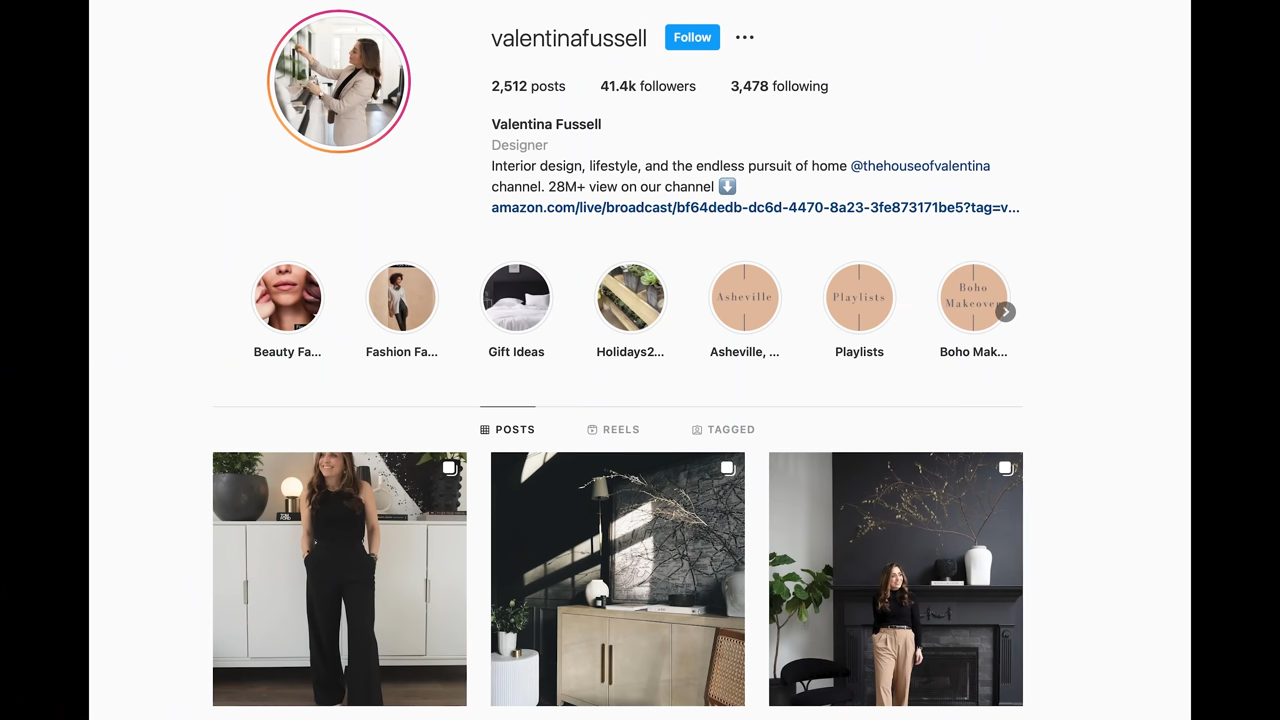 valentinafussell
Follow
2,512 posts 41.4k followers 3,478 following
Valentina Fussell
Designer
Interior design, lifestyle, and the endless pursuit of home @thehouseofvalentina
channel. 28M+ view on our channel ⬇️
amazon.com/live/broadcast/bf64dedb-dc6d-4470-8a23-3fe873171be5?tag=v...
Asheville
Playlists
Boho
Makeover
Beauty Fa... Fashion Fa... Gift Ideas Holidays2... Asheville, ... Playlists Boho Mak...
POSTS REELS TAGGED
TOM FORD